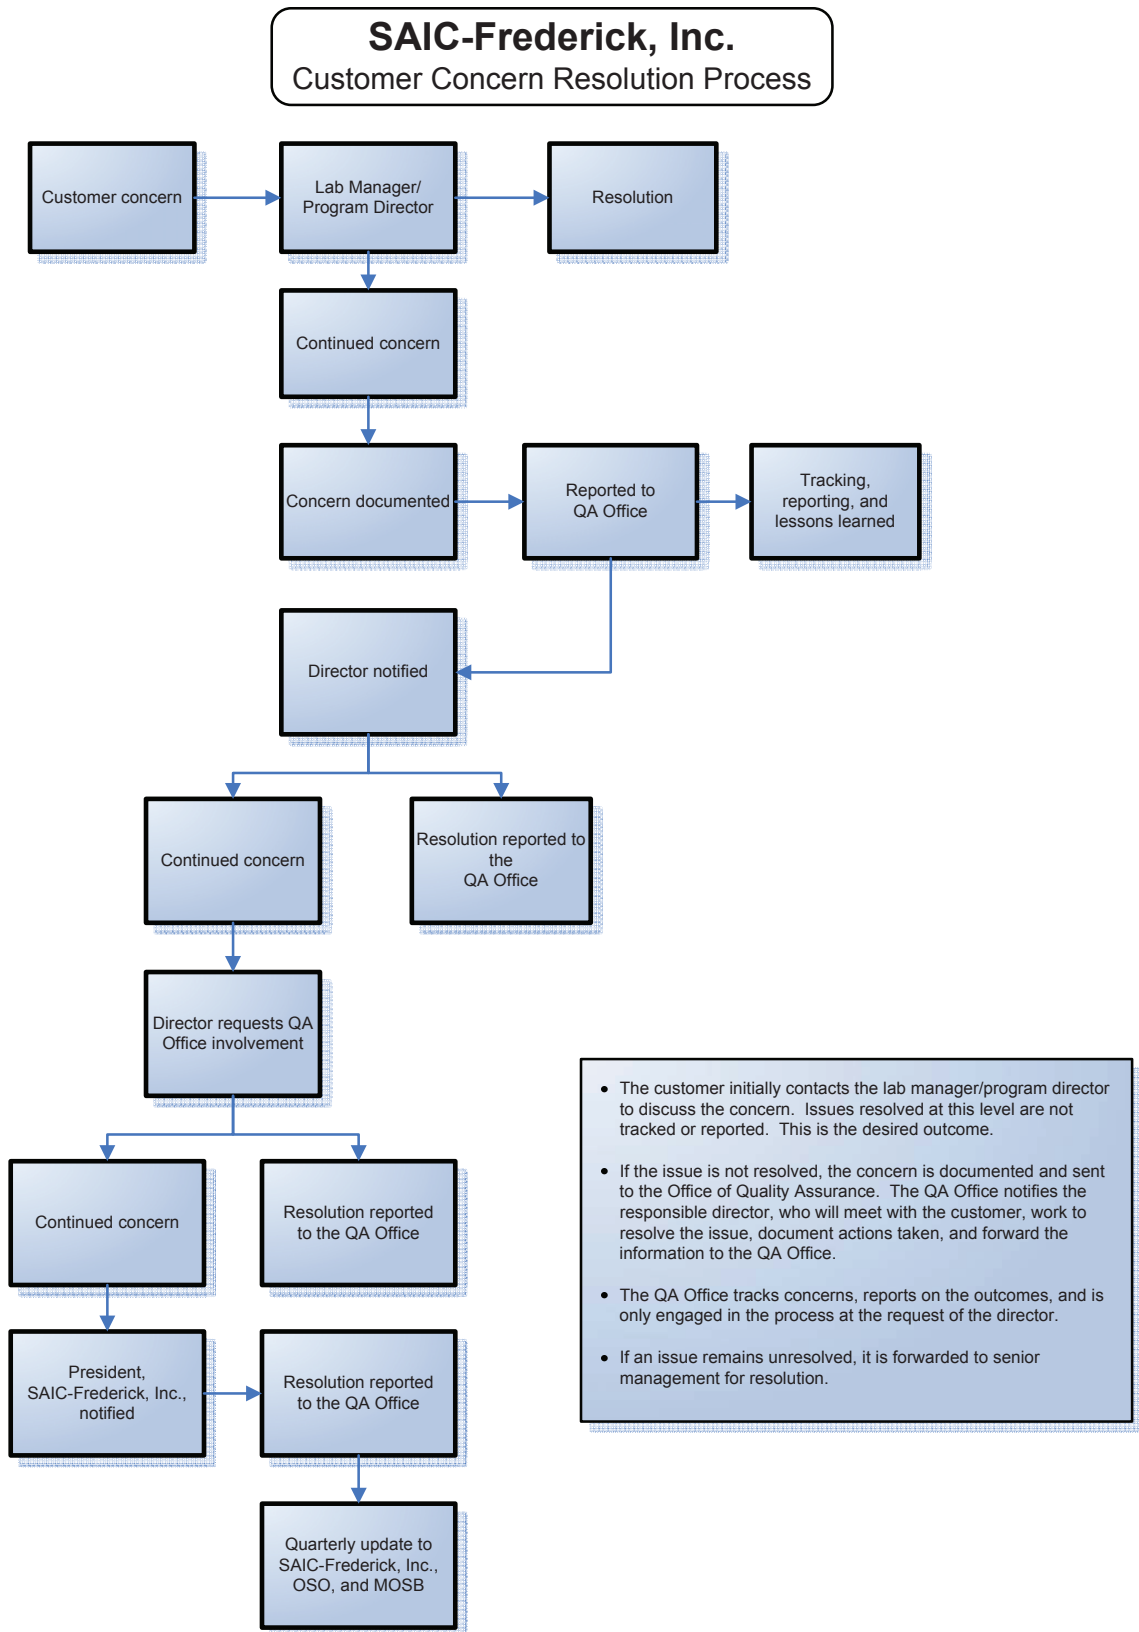 SAIC-Frederick, Inc.
Customer Concern Resolution Process
Customer concern
Lab Manager/
Program Director
Resolution
Continued concern
Concern documented
Reported to
QA Office
Tracking,
reporting, and
lessons learned
Director notified
Continued concern
Resolution reported to
the
QA Office
Director requests QA
Office involvement
Continued concern
Resolution reported
to the QA Office
President,
SAIC-Frederick, Inc.,
notified
Resolution reported
to the QA Office
Quarterly update to
SAIC-Frederick, Inc.,
OSO, and MOSB
• The customer initially contacts the lab manager/program director
to discuss the concern. Issues resolved at this level are not
tracked or reported. This is the desired outcome.
• If the issue is not resolved, the concern is documented and sent
to the Office of Quality Assurance. The QA Office notifies the
responsible director, who will meet with the customer, work to
resolve the issue, document actions taken, and forward the
information to the QA Office.
• The QA Office tracks concerns, reports on the outcomes, and is
only engaged in the process at the request of the director.
• If an issue remains unresolved, it is forwarded to senior
management for resolution.